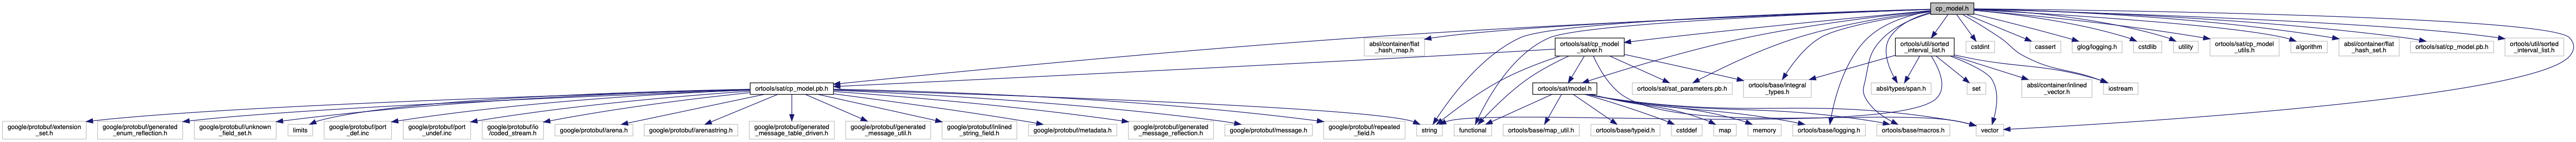 cp_model.h
absl/container/flat
_hash_map.h
ortools/sat/cp_model
_solver.h
ortools/util/sorted
_interval_list.h
cstdint
cassert
glog/logging.h
cstdlib
utility
ortools/sat/cp_model
_utils.h
algorithm
absl/container/flat
_hash_set.h
ortools/sat/cp_model.pb.h
ortools/util/sorted
_interval_list.h
ortools/sat/cp_model.pb.h
ortools/sat/model.h
ortools/sat/sat_parameters.pb.h
ortools/base/integral
_types.h
absl/types/span.h
set
absl/container/inlined
_vector.h
iostream
google/protobuf/extension
_set.h
google/protobuf/generated
_enum_reflection.h
google/protobuf/unknown
_field_set.h
limits
google/protobuf/port
_def.inc
google/protobuf/port
_undef.inc
google/protobuf/io
/coded_stream.h
google/protobuf/arena.h
google/protobuf/arenastring.h
google/protobuf/generated
_message_table_driven.h
google/protobuf/generated
_message_util.h
google/protobuf/inlined
_string_field.h
google/protobuf/metadata.h
google/protobuf/generated
_message_reflection.h
google/protobuf/message.h
google/protobuf/repeated
_field.h
string
functional
ortools/base/map_util.h
ortools/base/typeid.h
cstddef
map
memory
ortools/base/logging.h
ortools/base/macros.h
vector